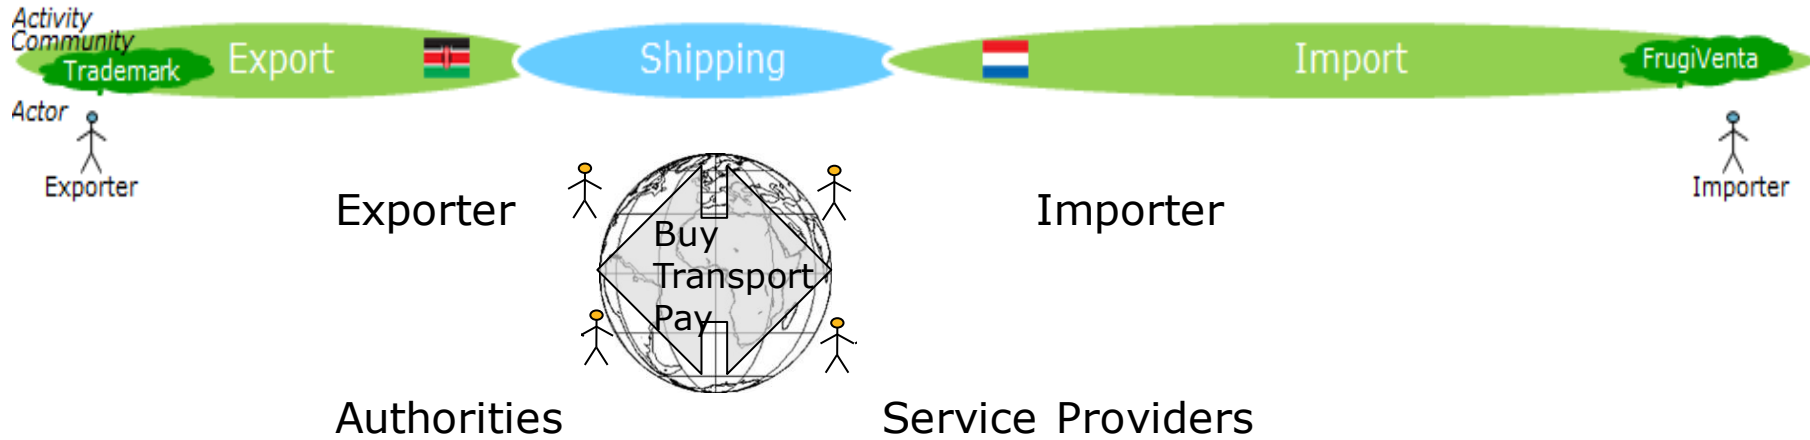 Activity
Community
Trademark
Export
Shipping
Import
FrugiVenta
Actor
Exporter
Importer
Exporter
Importer
Buy
Transport
Pay
Authorities
Service Providers